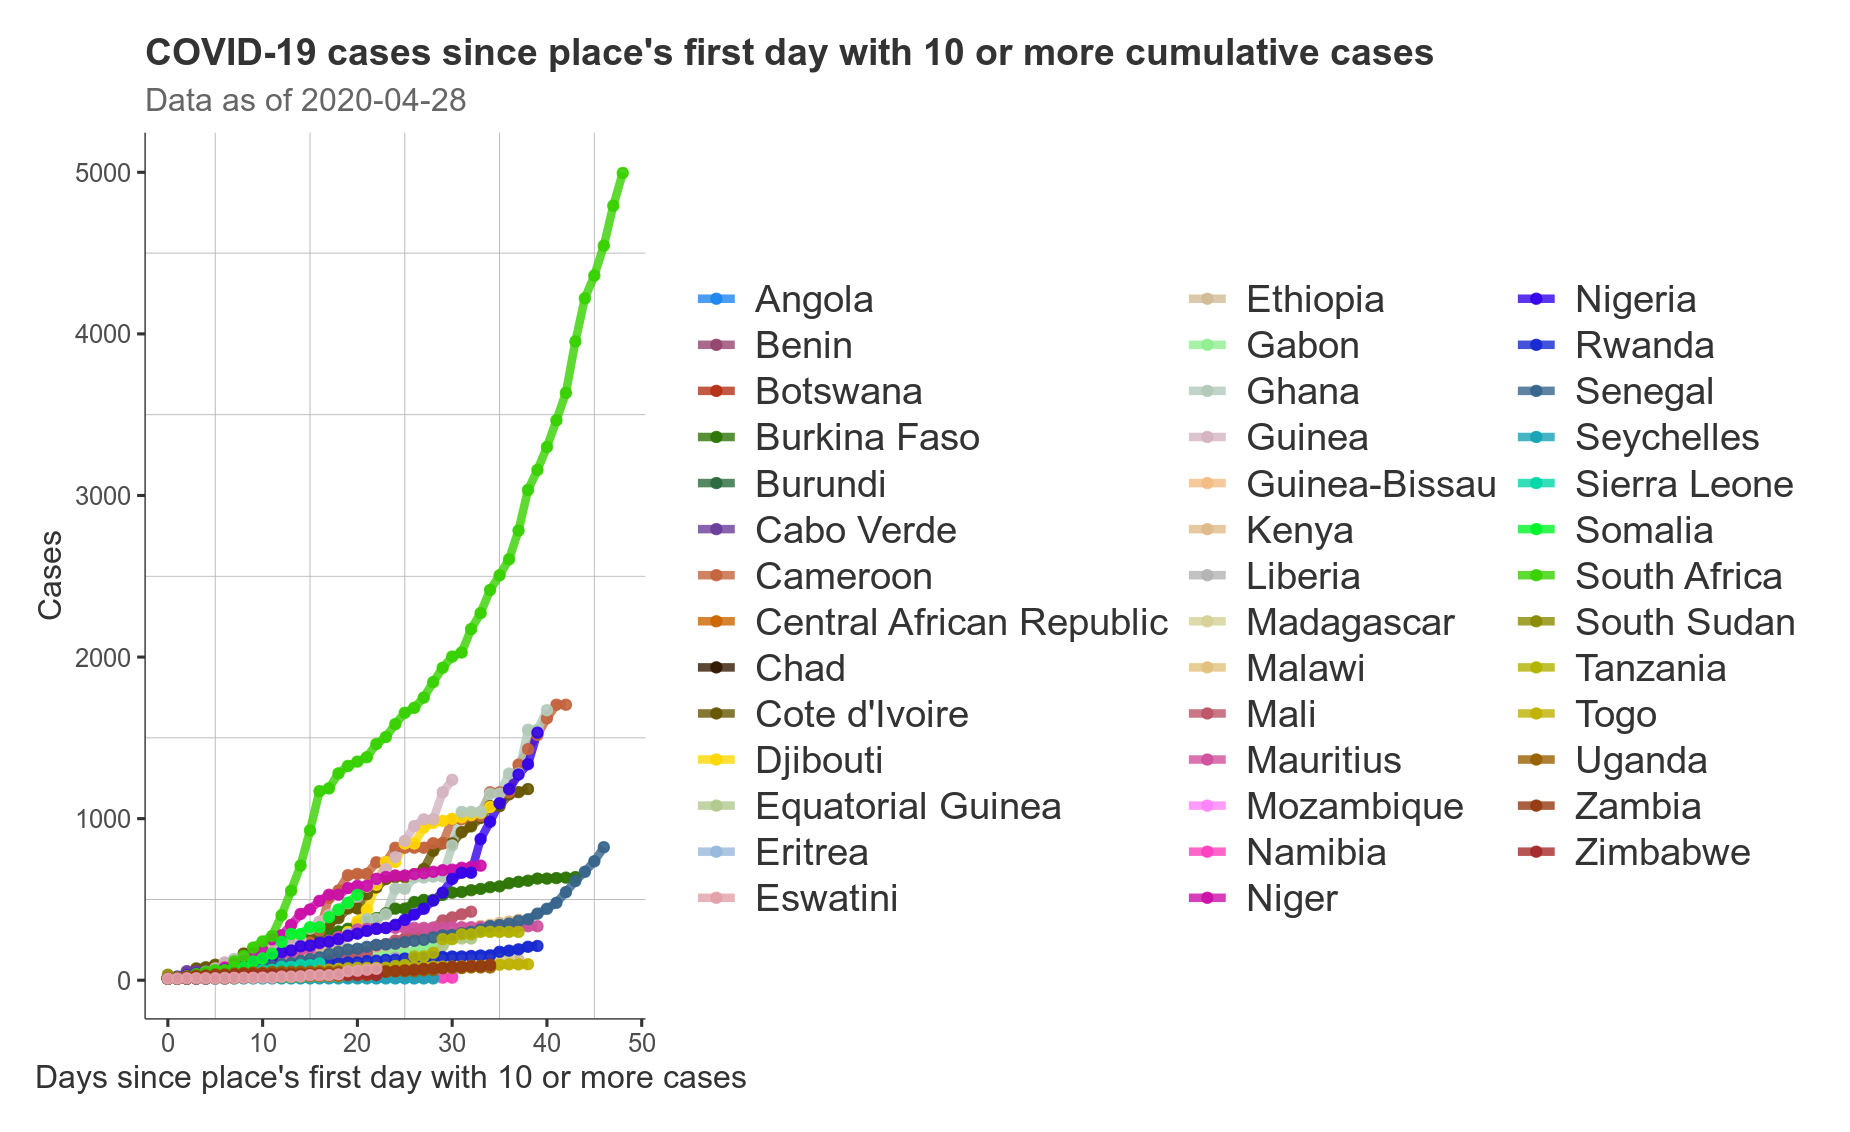 COVID-19 cases since place's first day with 10 or more cumulative cases
Data as of 2020-04-28
Cases
5000
4000
3000
2000
1000
0
0 10 20 30 40 50
Days since place's first day with 10 or more cases
Angola
Benin
Botswana
Burkina Faso
Burundi
Cabo Verde
Cameroon
Central African Republic
Chad
Cote d'Ivoire
Djibouti
Equatorial Guinea
Eritrea
Eswatini
Ethiopia
Gabon
Ghana
Guinea
Guinea-Bissau
Kenya
Liberia
Madagascar
Malawi
Mali
Mauritius
Mozambique
Namibia
Niger
Nigeria
Rwanda
Senegal
Seychelles
Sierra Leone
Somalia
South Africa
South Sudan
Tanzania
Togo
Uganda
Zambia
Zimbabwe